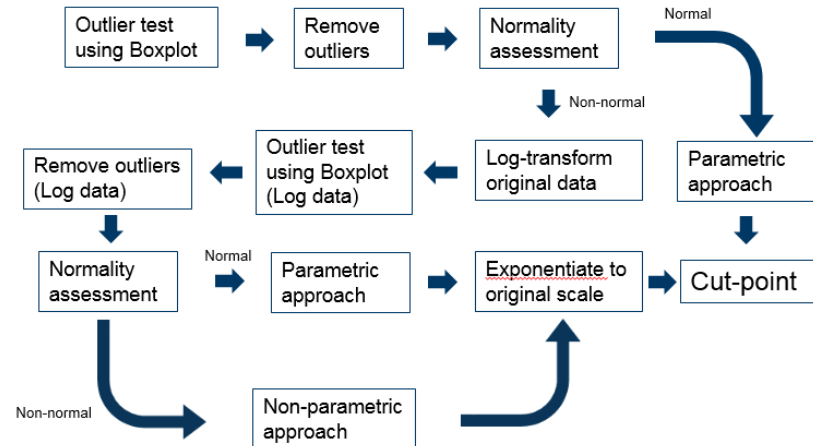 Outlier test
using Boxplot
Remove
outliers
Normality
assessment
Normal
Non-normal
Log-transform
original data
Parametric
approach
Outlier test
using Boxplot
(Log data)
Remove outliers
(Log data)
Normality
assessment
Normal
Parametric
approach
Exponentiate to
original scale
Cut-point
Non-normal
Non-parametric
approach